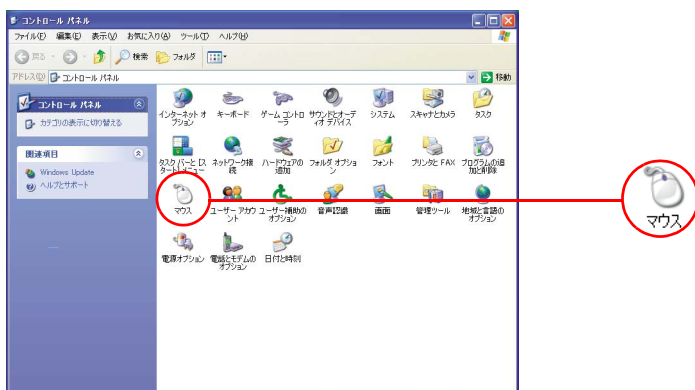 コントロール パネル
ファイル(F) 編集(E) 表示(V) お気に入り(A) ツール(T) ヘルプ(H)
戻る 検索 フォルダ
アドレス(D) コントロール パネル 移動
コントロール パネル
カテゴリの表示に切り替える
関連項目
Windows Update
ヘルプとサポート
インターネット オ
プション
キーボード
ゲーム コントロ
ーラ
サウンドとオーデ
ィオ デバイス
システム
スキャナとカメラ
タスク
タスク バーと [ス
タート] メニュー
ネットワーク接
続
ハードウェアの
追加
フォルダ オプショ
ン
フォント
プリンタと FAX
プログラムの追
加と削除
マウス
ユーザー アカウ
ント
ユーザー補助の
オプション
音声認識
画面
管理ツール
地域と言語の
オプション
電源オプション
電話とモデムの
オプション
日付と時刻
マウス